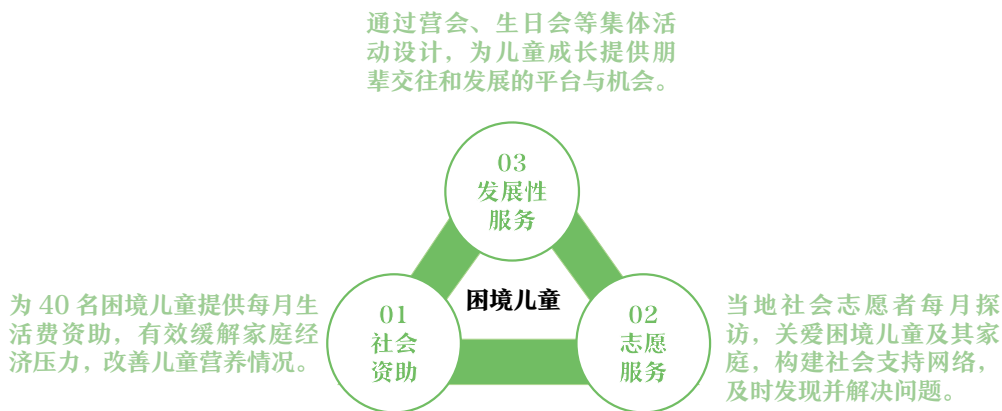 通过营会、生日会等集体活
动设计，为儿童成长提供朋
辈交往和发展的平台与机会。
03
发展性
服务
困境儿童
为 40 名困境儿童提供每月生
活费资助，有效缓解家庭经
济压力，改善儿童营养情况。
01
社会
资助
02
志愿
服务
当地社会志愿者每月探
访，关爱困境儿童及其家
庭，构建社会支持网络，
及时发现并解决问题。